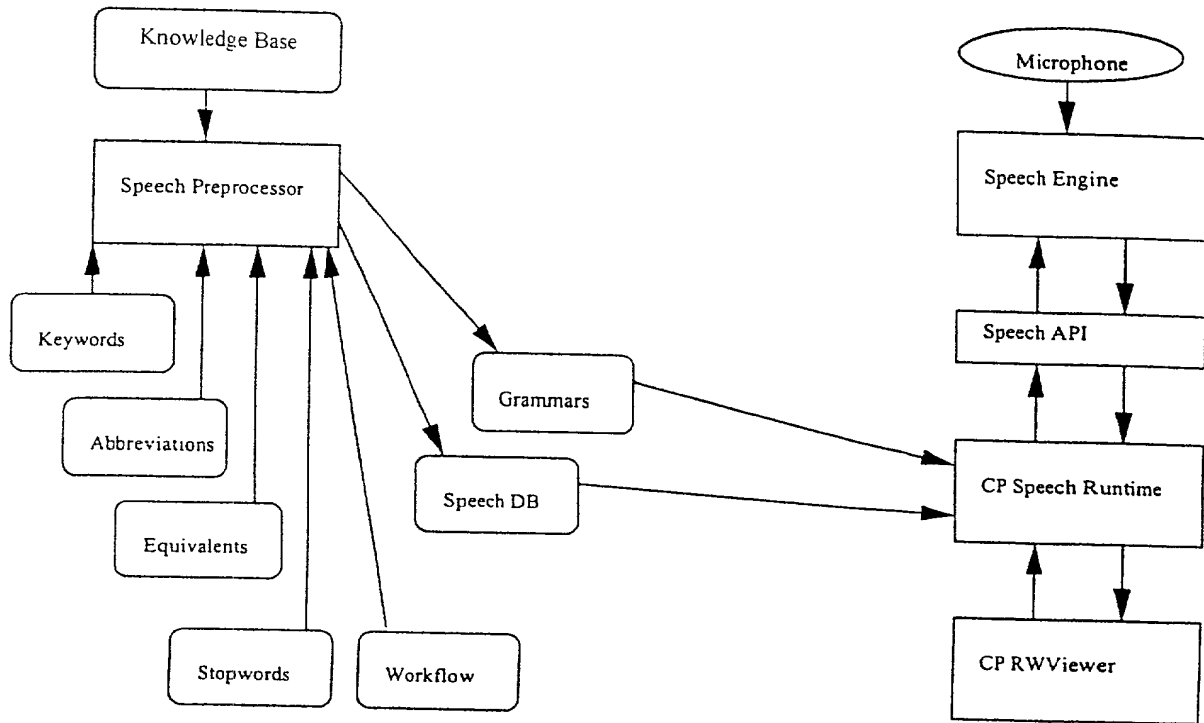 Knowledge Base
Microphone
Speech Preprocessor
Speech Engine
Keywords
Speech API
Grammars
Abbreviations
CP Speech Runtime
Speech DB
Equivalents
Stopwords
Workflow
CP RWViewer